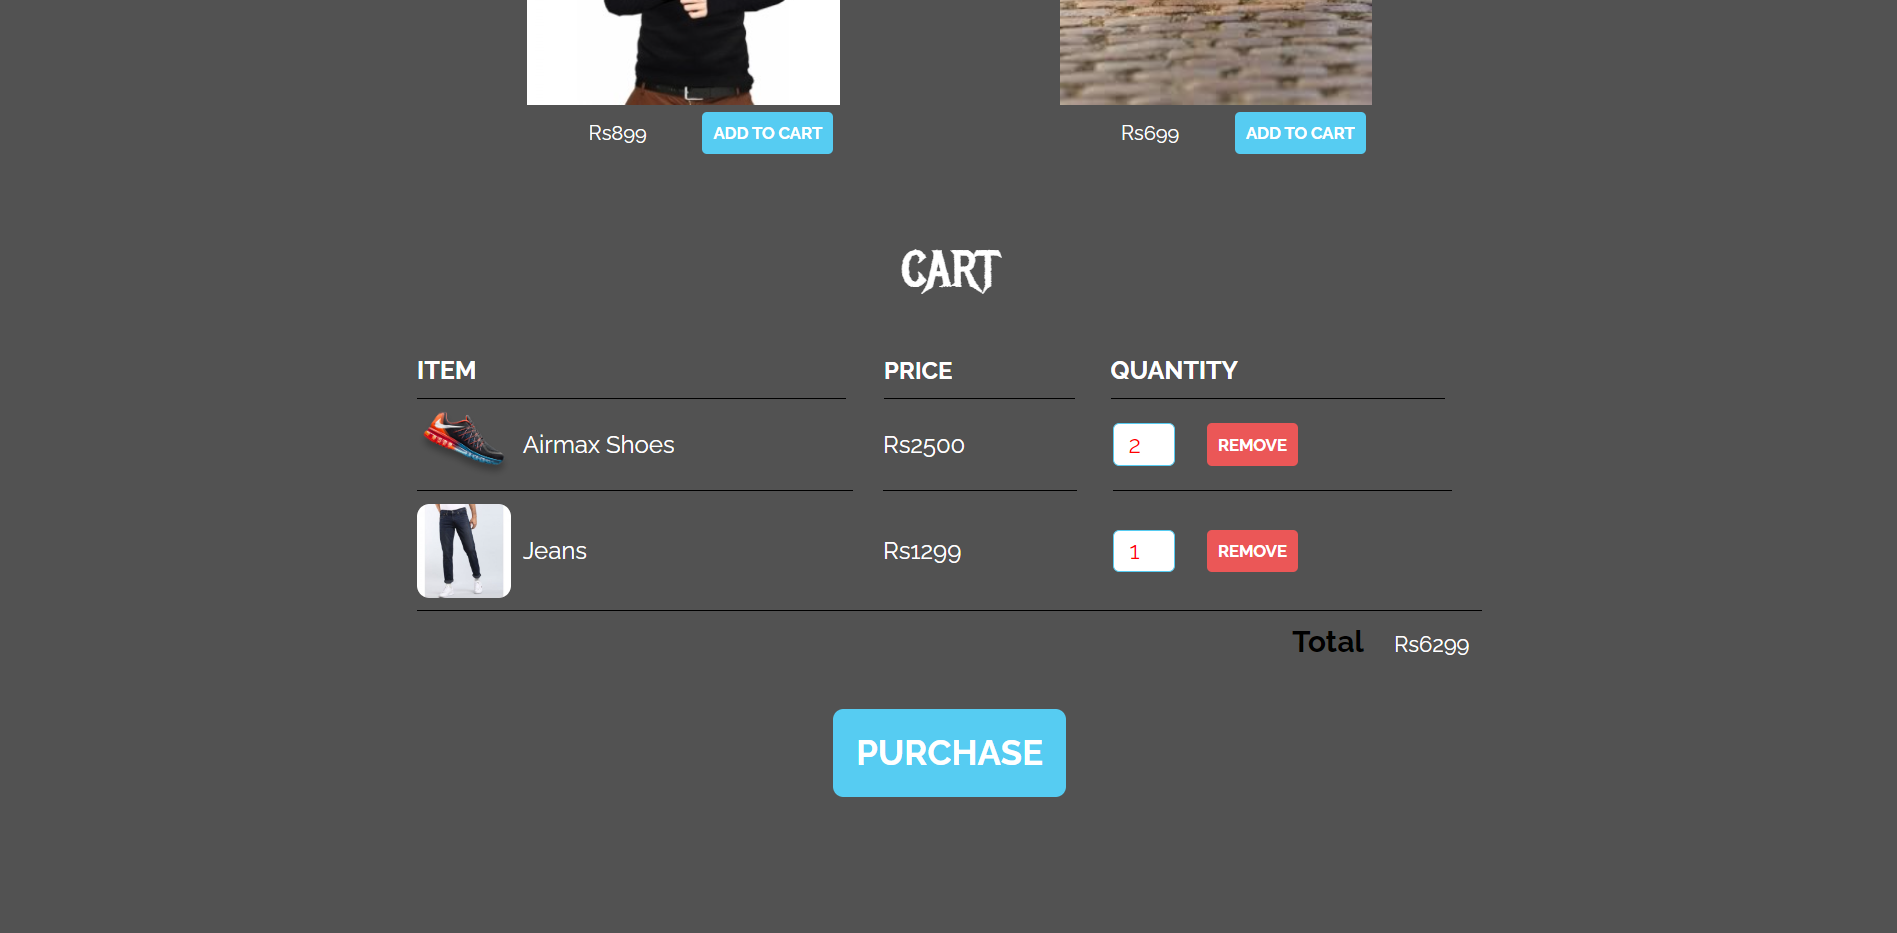 Rs899 ADD TO CART Rs699 ADD TO CART
CART
ITEM PRICE QUANTITY
Airmax Shoes Rs2500 2 REMOVE
Jeans Rs1299 1 REMOVE
Total Rs6299
PURCHASE